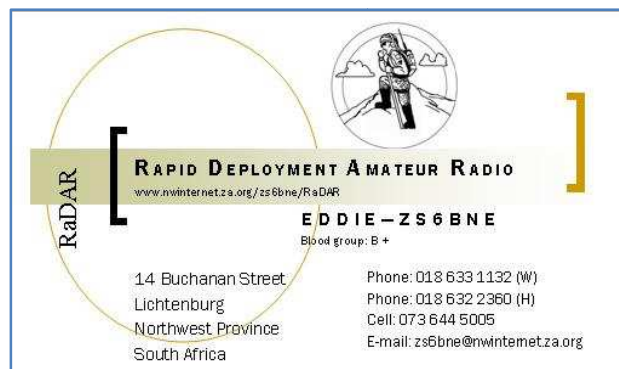 RaDAR
RAPID DEPLOYMENT AMATEUR RADIO
www.nwinternet.za.org/zs6bne/RaDAR
EDDIE-ZS6BNE
Blood group: B +
14 Buchanan Street
Lichtenburg
Northwest Province
South Africa
Phone: 018 633 1132 (W)
Phone: 018 632 2360 (H)
Cell: 073 644 5005
E-mail: zs6bne@nwinternet.za.org